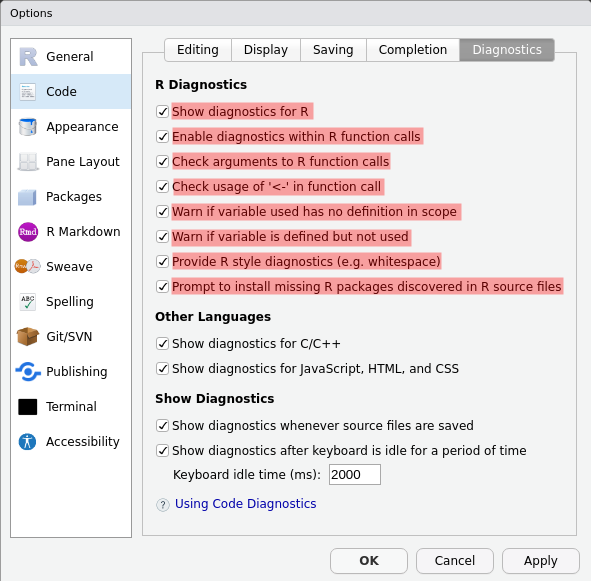 Options
General
Code
Appearance
Pane Layout
Packages
Rmd R Markdown
Sweave
ABC Spelling
Git/SVN
Publishing
Terminal
Accessibility
Editing Display Saving Completion Diagnostics
R Diagnostics
Show diagnostics for R
Enable diagnostics within R function calls
Check arguments to R function calls
Check usage of '<-' in function call
Warn if variable used has no definition in scope
Warn if variable is defined but not used
Provide R style diagnostics (e.g. whitespace)
Prompt to install missing R packages discovered in R source files
Other Languages
Show diagnostics for C/C++
Show diagnostics for JavaScript, HTML, and CSS
Show Diagnostics
Show diagnostics whenever source files are saved
Show diagnostics after keyboard is idle for a period of time
Keyboard idle time (ms): 2000
? Using Code Diagnostics
OK Cancel Apply